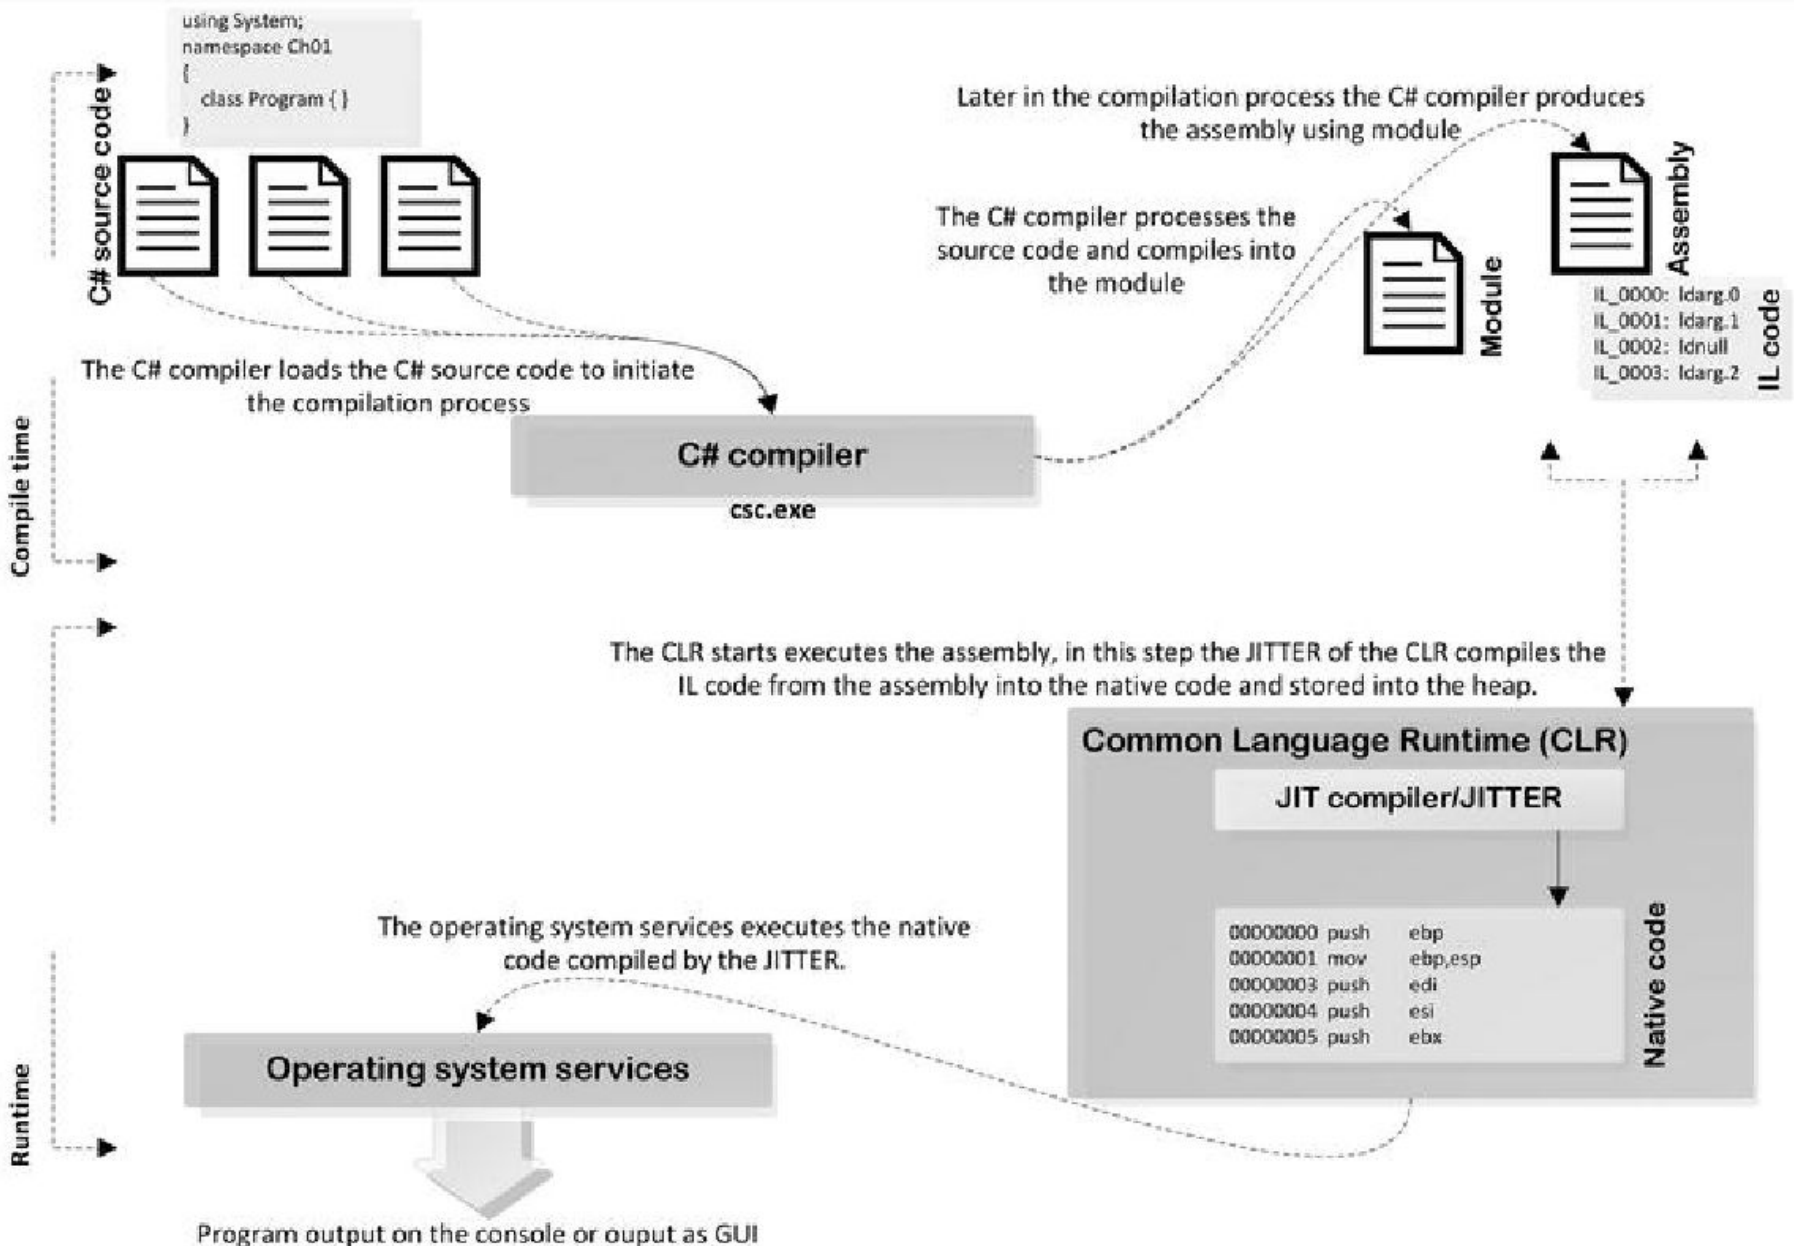 using System;
namespace Ch01
{
class Program { }
}
C# source code
Later in the compilation process the C# compiler produces
the assembly using module
Assembly
The C# compiler processes the
source code and compiles into
the module
Module
IL_0000: ldarg.0
IL_0001: ldarg.1
IL_0002: ldnull
IL_0003: ldarg.2
IL code
The C# compiler loads the C# source code to initiate
the compilation process
C# compiler
csc.exe
Compile time
The CLR starts executes the assembly, in this step the JITTER of the CLR compiles the
IL code from the assembly into the native code and stored into the heap.
Common Language Runtime (CLR)
JIT compiler/JITTER
00000000 push ebp
00000001 mov ebp,esp
00000003 push edi
00000004 push esi
00000005 push ebx
Native code
The operating system services executes the native
code compiled by the JITTER.
Operating system services
Runtime
Program output on the console or ouput as GUI